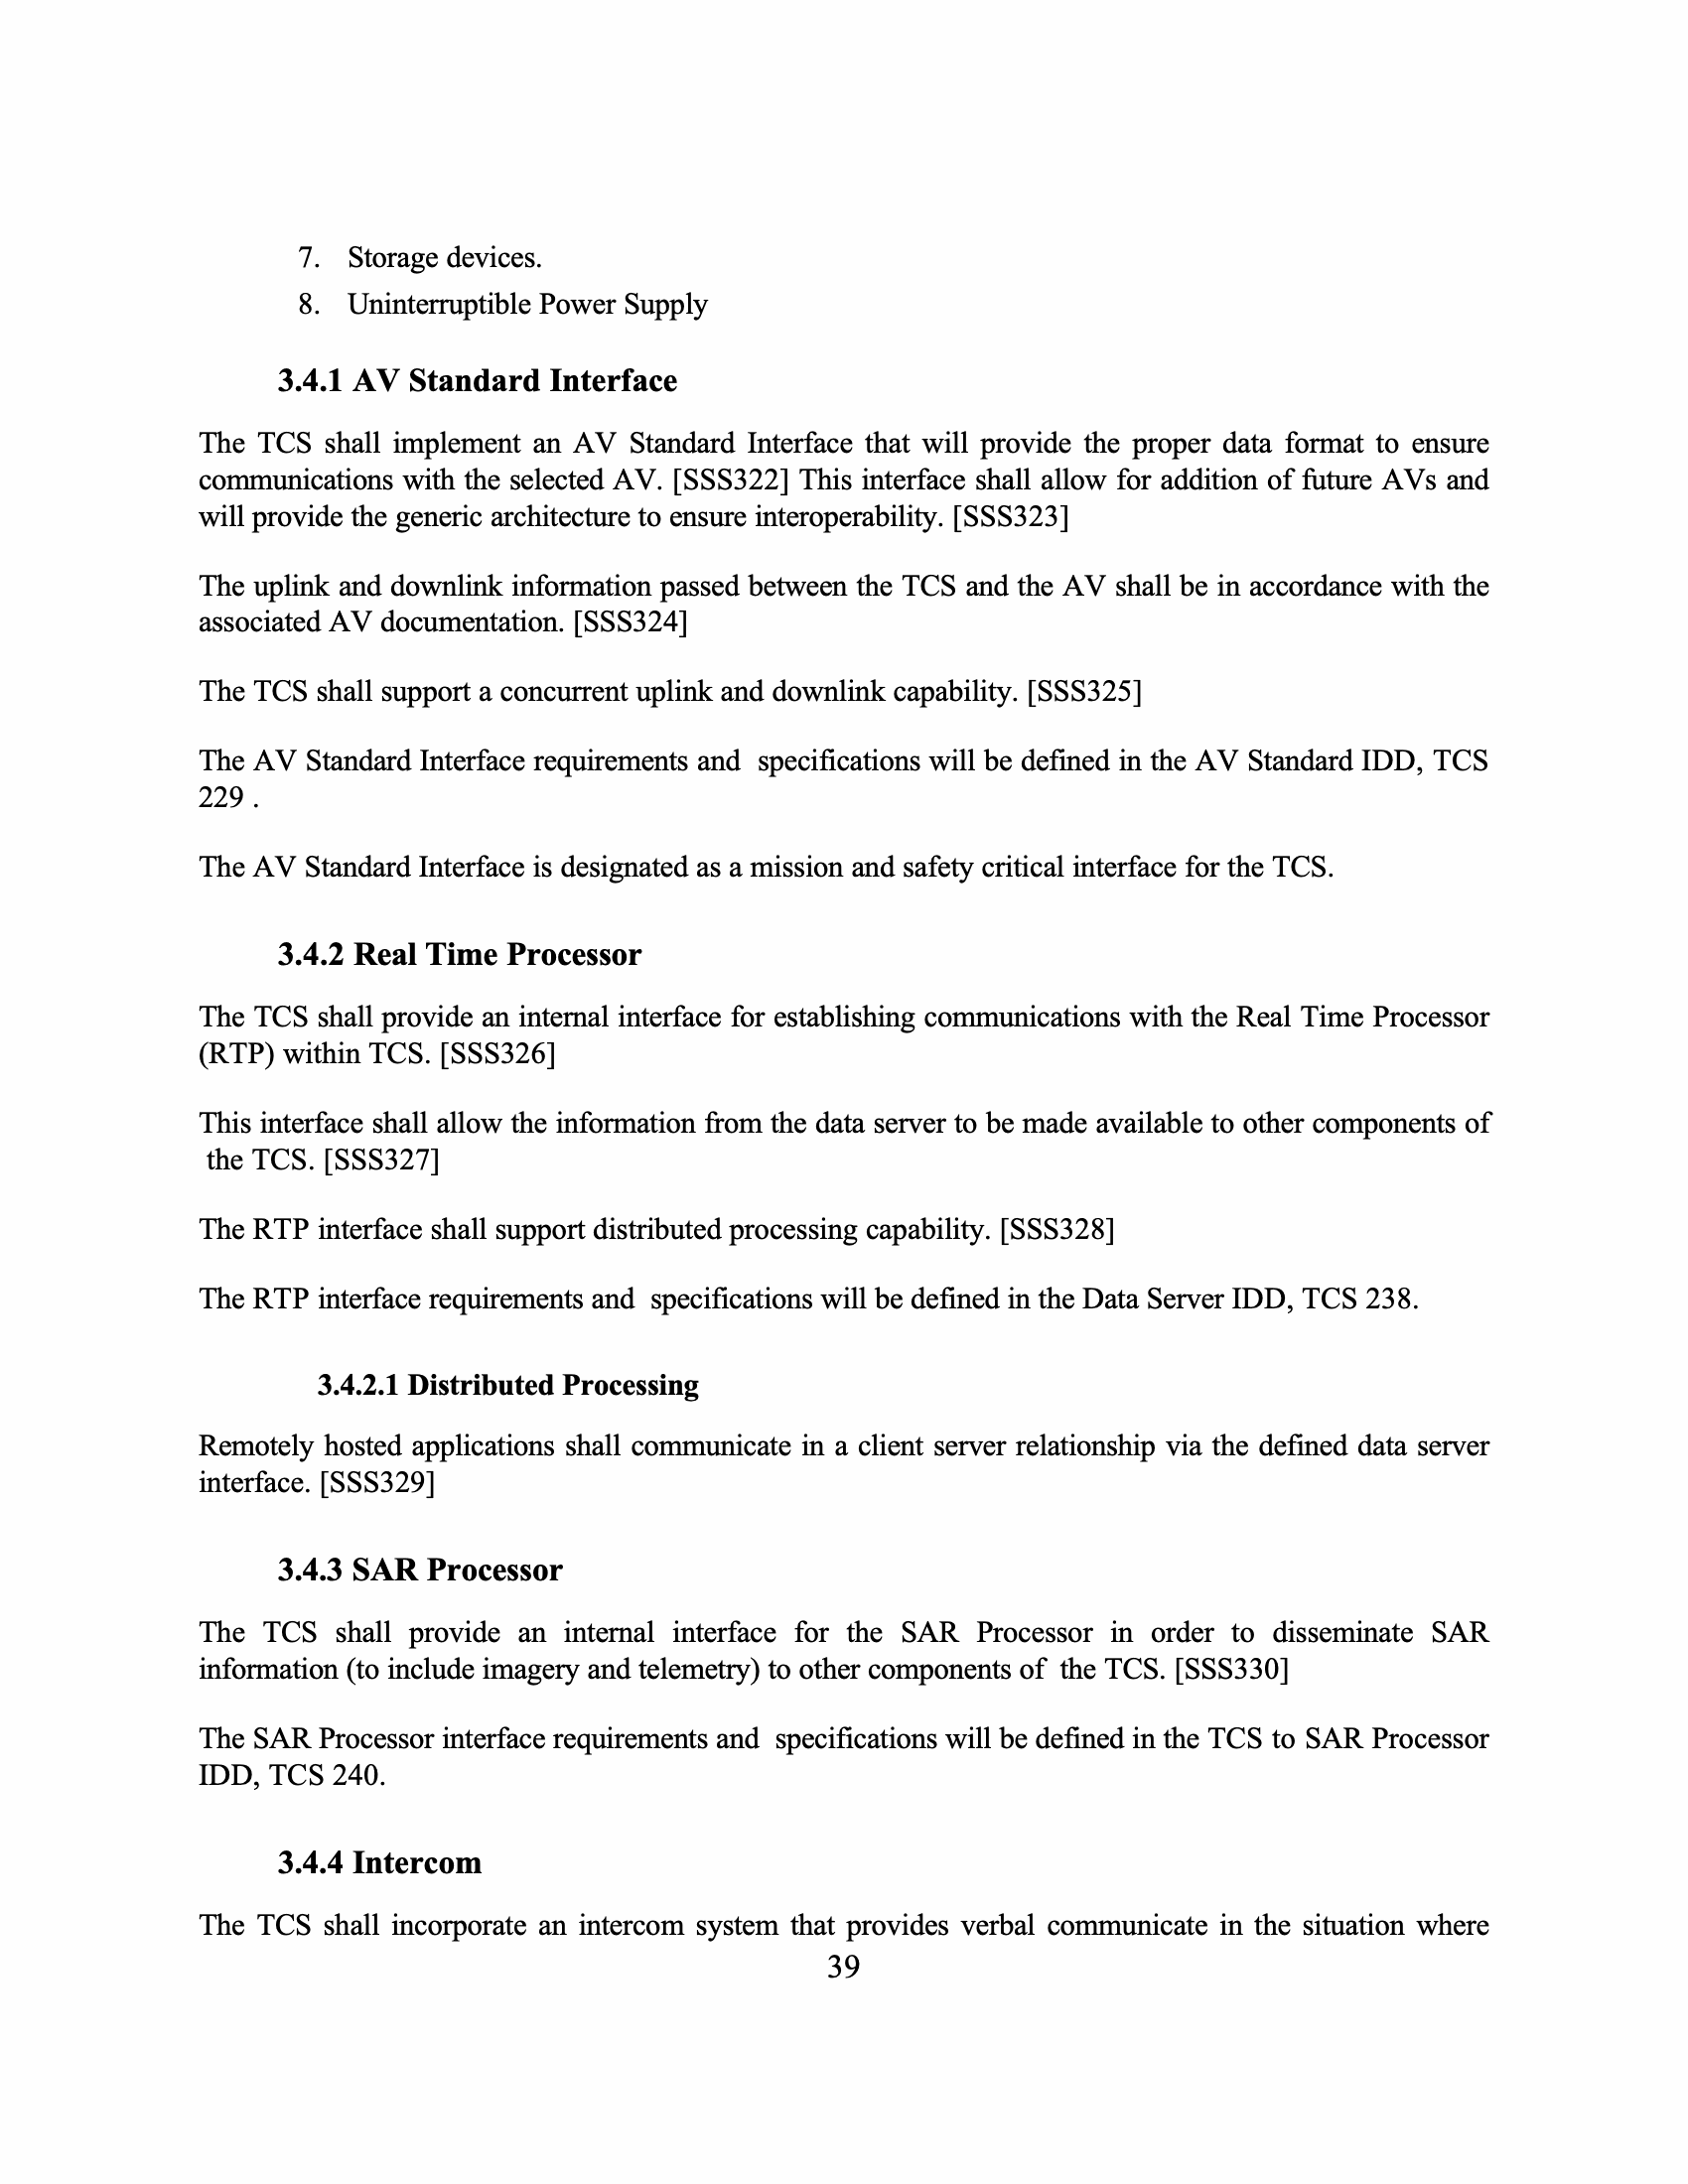 7. Storage devices.
8. Uninterruptible Power Supply
3.4.1 AV Standard Interface
The TCS shall implement an AV Standard Interface that will provide the proper data format to ensure
communications with the selected AV. [SSS322] This interface shall allow for addition of future AVs and
will provide the generic architecture to ensure interoperability. [SSS323]
The uplink and downlink information passed between the TCS and the AV shall be in accordance with the
associated AV documentation. [SSS324]
The TCS shall support a concurrent uplink and downlink capability. [SSS325]
The AV Standard Interface requirements and  specifications will be defined in the AV Standard IDD, TCS
229 .
The AV Standard Interface is designated as a mission and safety critical interface for the TCS.
3.4.2 Real Time Processor
The TCS shall provide an internal interface for establishing communications with the Real Time Processor
(RTP) within TCS. [SSS326]
This interface shall allow the information from the data server to be made available to other components of
the TCS. [SSS327]
The RTP interface shall support distributed processing capability. [SSS328]
The RTP interface requirements and  specifications will be defined in the Data Server IDD, TCS 238.
3.4.2.1 Distributed Processing
Remotely hosted applications shall communicate in a client server relationship via the defined data server
interface. [SSS329]
3.4.3 SAR Processor
The TCS shall provide an internal interface for the SAR Processor in order to disseminate SAR
information (to include imagery and telemetry) to other components of  the TCS. [SSS330]
The SAR Processor interface requirements and  specifications will be defined in the TCS to SAR Processor
IDD, TCS 240.
3.4.4 Intercom
The TCS shall incorporate an intercom system that provides verbal communicate in the situation where
39